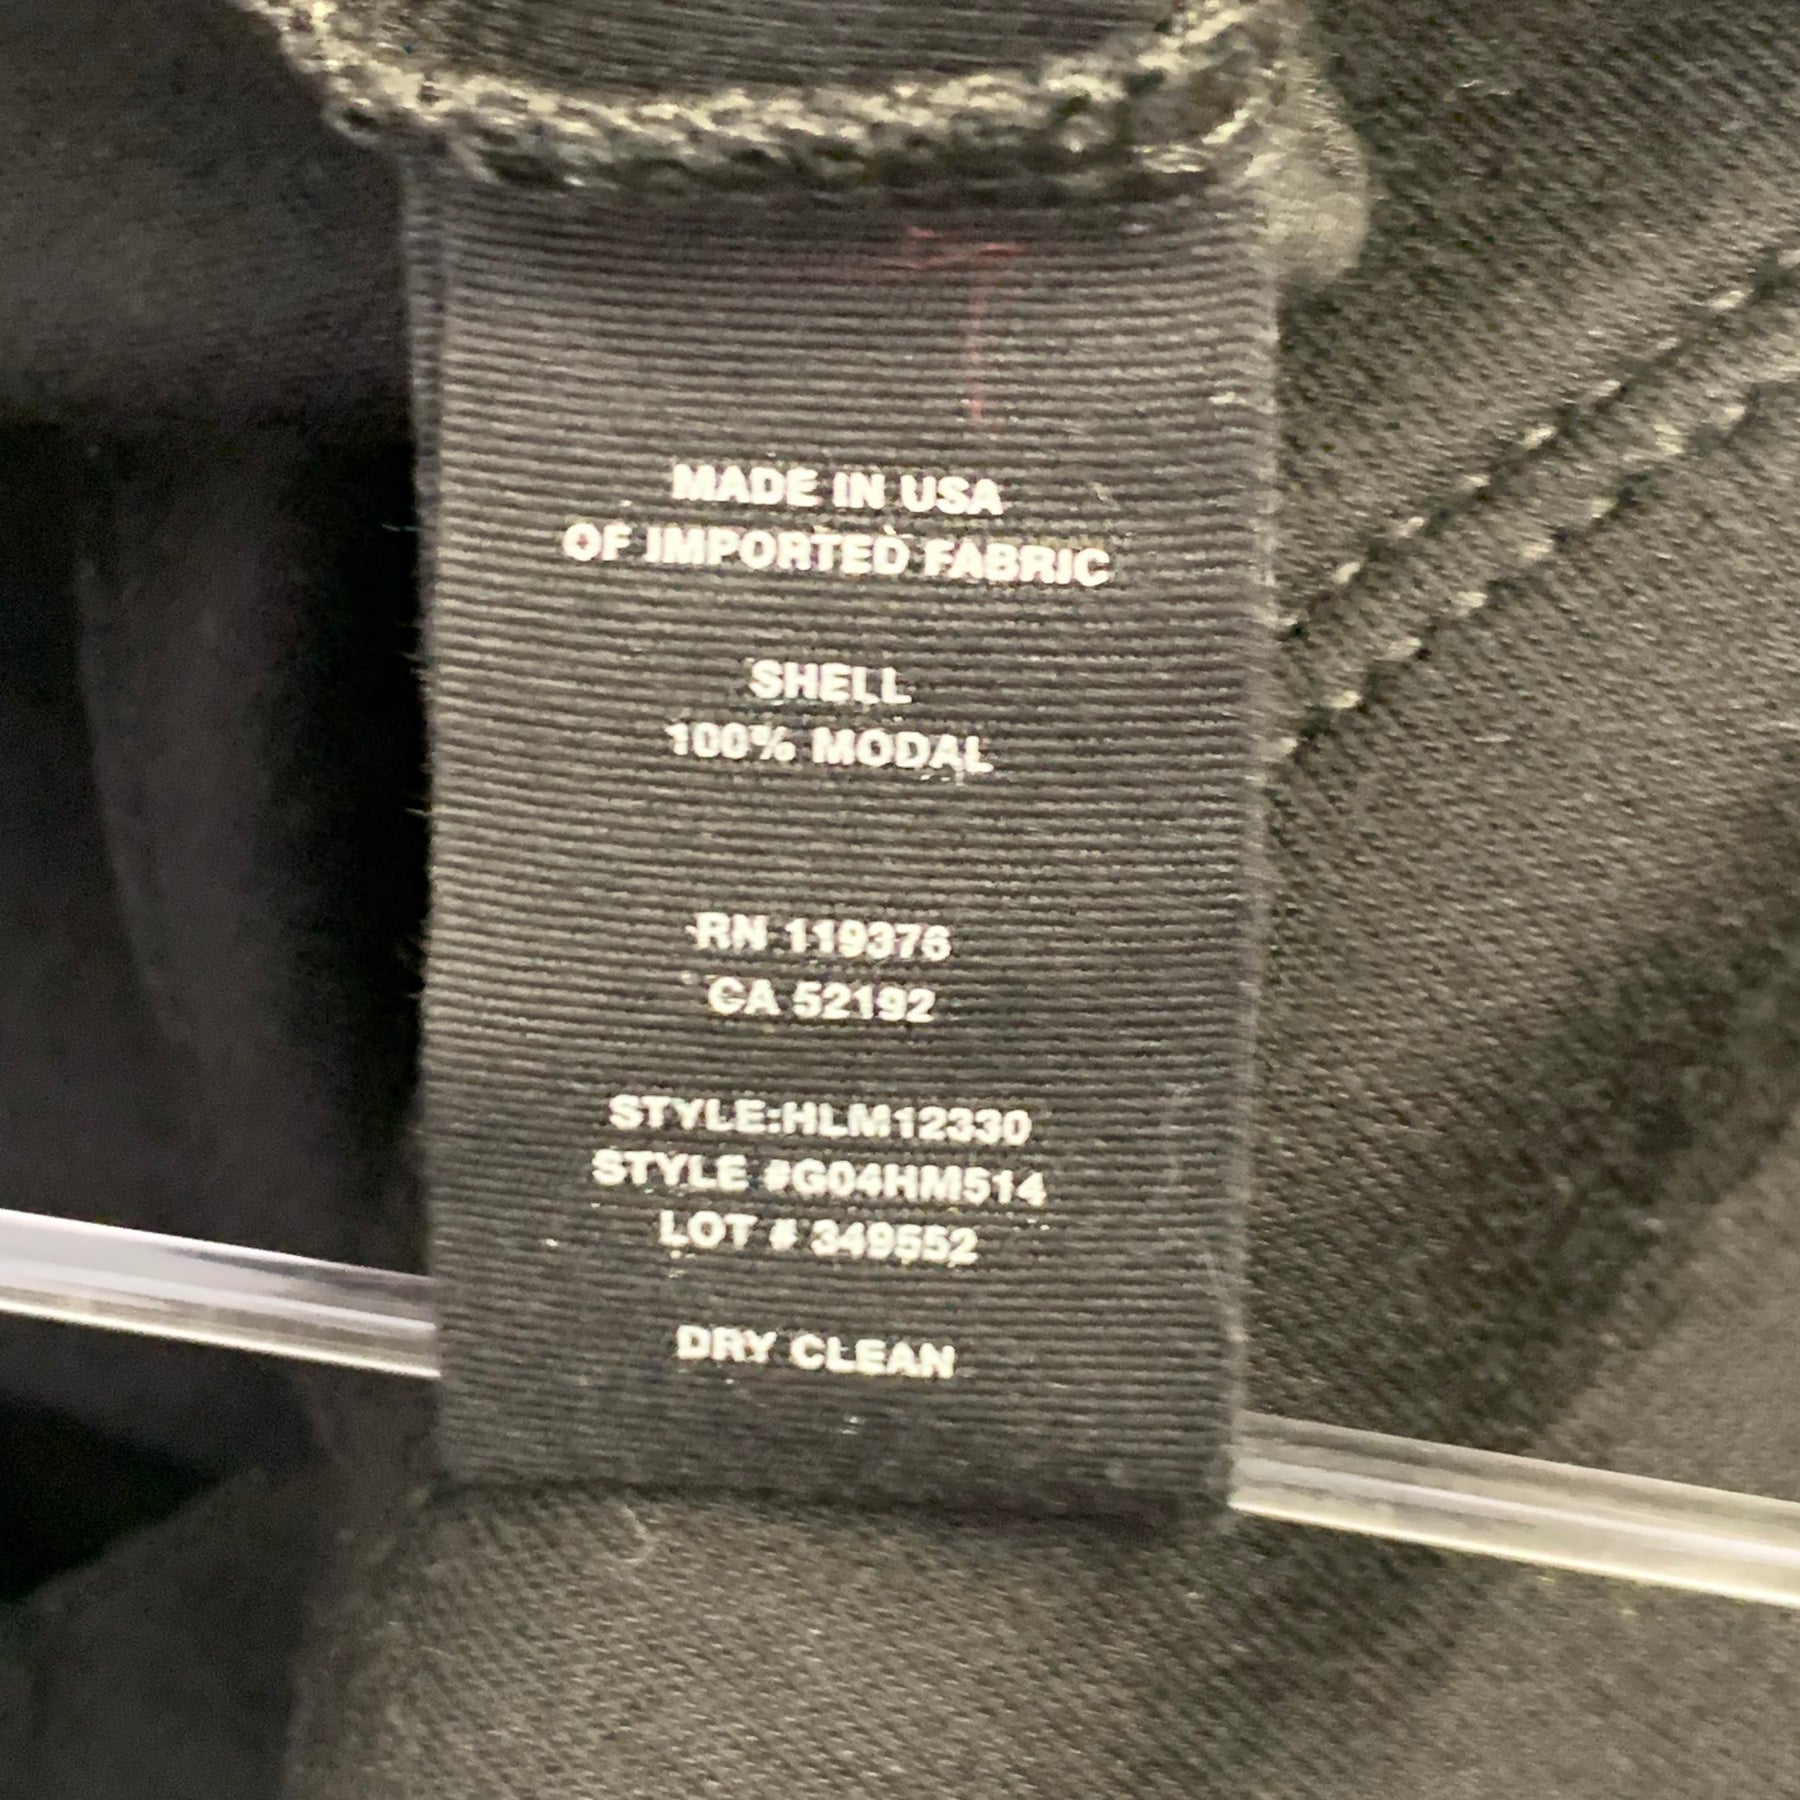 MADE IN USA
OF IMPORTED FABRIC
SHELL
100% MODAL
RN 119376
CA 52192
STYLE:HLM12330
STYLE #G04HM514
LOT # 349552
DRY CLEAN